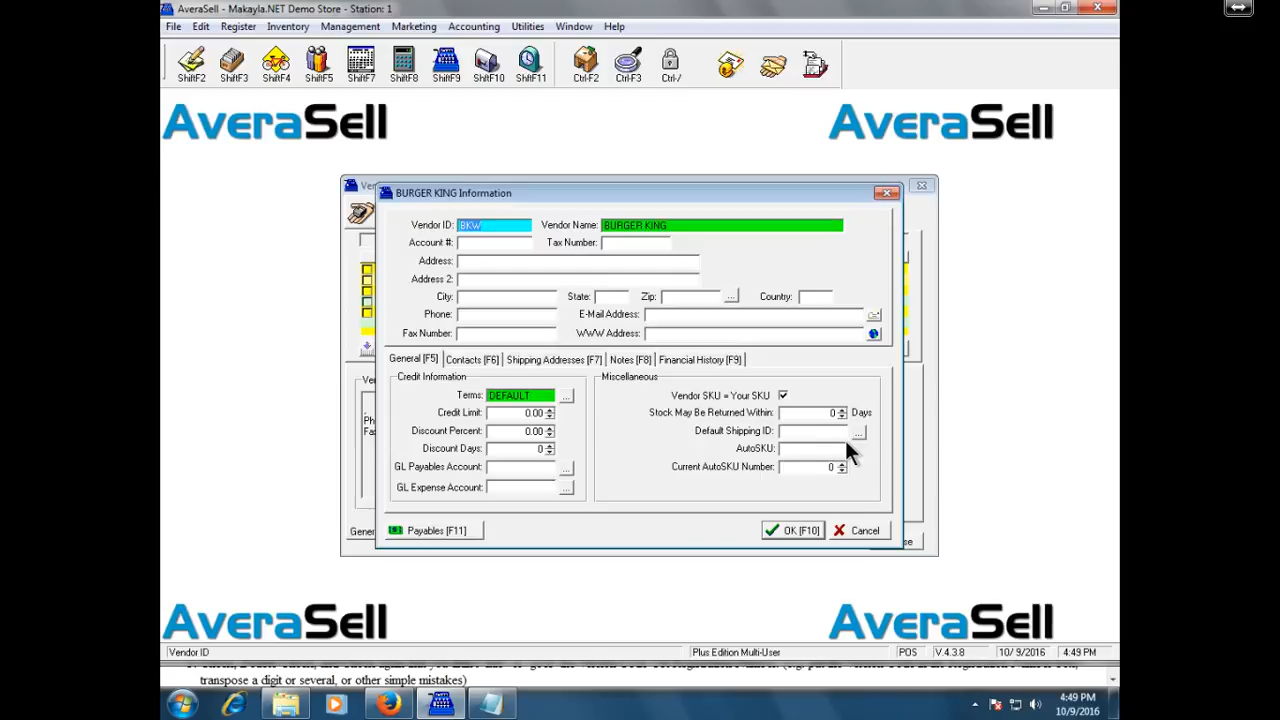 AveraSell - Makayla.NET Demo Store - Station: 1
File Edit Register Inventory Management Marketing Accounting Utilities Window Help
ShiftF2 ShiftF3 ShiftF4 ShiftF5 ShiftF7 ShiftF8 ShiftF9 ShiftF10 ShiftF11 Ctrl-F2 Ctrl-F3 Ctrl-/
AveraSell AveraSell
BURGER KING Information
Vendor ID: BKW Vendor Name: BURGER KING
Account #: Tax Number:
Address:
Address 2:
City: State: Zip: ... Country:
Phone: E-Mail Address:
Fax Number: WWW Address:
General [F5] Contacts [F6] Shipping Addresses [F7] Notes [F8] Financial History [F9]
Credit Information Miscellaneous
Terms: DEFAULT ... Vendor SKU = Your SKU
Credit Limit: 0.00 Stock May Be Returned Within: 0 Days
Discount Percent: 0.00 Default Shipping ID: ...
Discount Days: 0 AutoSKU:
GL Payables Account: ... Current AutoSKU Number: 0
GL Expense Account: ...
Payables [F11] OK [F10] Cancel
AveraSell AveraSell
Vendor ID Plus Edition Multi-User POS V.4.3.8 10/ 9/2016 4:49 PM
transpose a digit or several, or other simple mistakes)
4:49 PM
10/9/2016